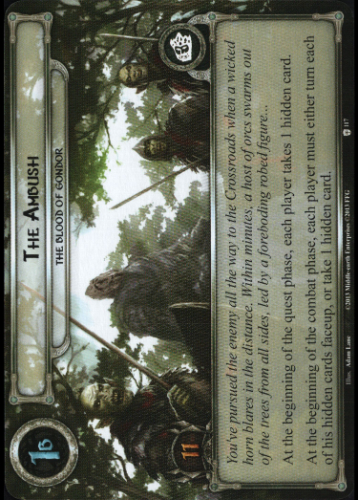 1B
THE AMBUSH
THE BLOOD OF GONDOR
11
You've pursued the enemy all the way to the Crossroads when a wicked
horn blares in the distance. Within minutes, a host of orcs swarms out
of the trees from all sides, led by a foreboding robed figure...
At the beginning of the quest phase, each player takes 1 hidden card.
At the beginning of the combat phase, each player must either turn each
of his hidden cards faceup, or take 1 hidden card.
Illus. Adam Lane ©2013 Middle-earth Enterprises ©2013 FFG 117